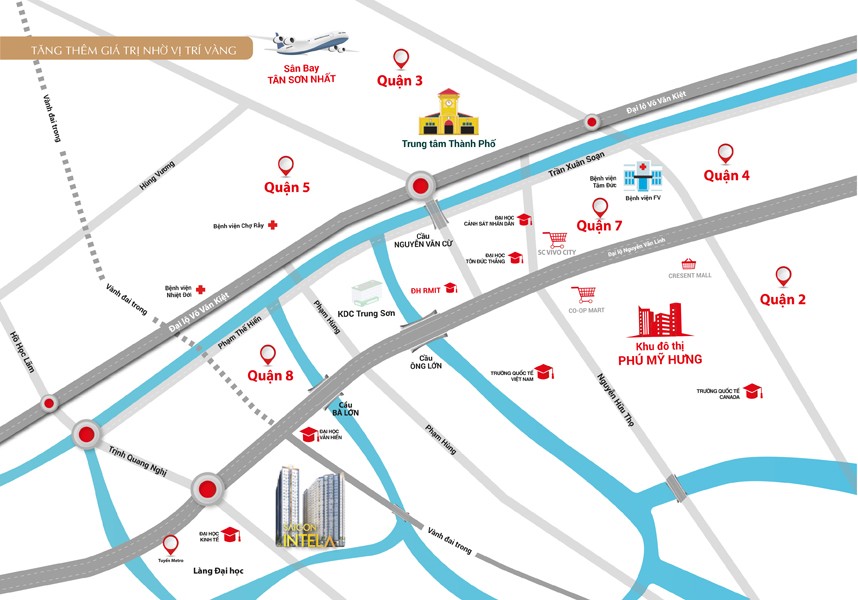 TĂNG THÊM GIÁ TRỊ NHỜ VỊ TRÍ VÀNG
Sân Bay
TÂN SƠN NHẤT
Quận 3
Trung tâm Thành Phố
Đại lộ Võ Văn Kiệt
Vành đai trong
Hùng Vương
Quận 5
Trần Xuân Soạn
Bệnh viện
Tâm Đức
Bệnh viện FV
Quận 4
Bệnh viện Chợ Rẫy
Cầu
NGUYỄN VĂN CỪ
ĐẠI HỌC
CẢNH SÁT NHÂN DÂN
Quận 7
SC VIVO CITY
ĐẠI HỌC
TÔN ĐỨC THẮNG
Đại lộ Nguyễn Văn Linh
CRESENT MALL
Quận 2
Bệnh viện
Nhiệt Đới
Vành đai trong
Đại lộ Võ Văn Kiệt
Phạm Thế Hiển
Phạm Hùng
KDC Trung Sơn
ĐH RMIT
CO-OP MART
Khu đô thị
PHÚ MỸ HƯNG
Hồ Học Lãm
Quận 8
Cầu
ÔNG LỚN
TRƯỜNG QUỐC TẾ
VIỆT NAM
Nguyễn Hữu Thọ
TRƯỜNG QUỐC TẾ
CANADA
Cầu
BÀ LỚN
ĐẠI HỌC
VĂN HIẾN
Phạm Hùng
Trịnh Quang Nghị
SAIGON
INTELA
ĐẠI HỌC
KINH TẾ
Vành đai trong
Tuyến Metro
Làng Đại học